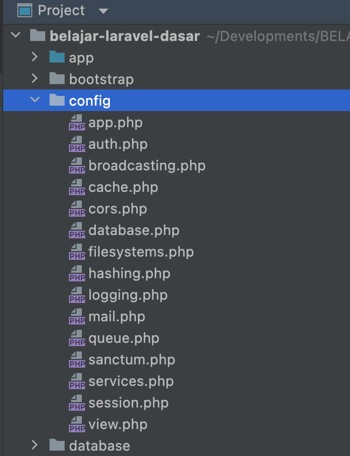 Project
belajar-laravel-dasar ~/Developments/BELA
app
bootstrap
config
PHP app.php
PHP auth.php
PHP broadcasting.php
PHP cache.php
PHP cors.php
PHP database.php
PHP filesystems.php
PHP hashing.php
PHP logging.php
PHP mail.php
PHP queue.php
PHP sanctum.php
PHP services.php
PHP session.php
PHP view.php
database